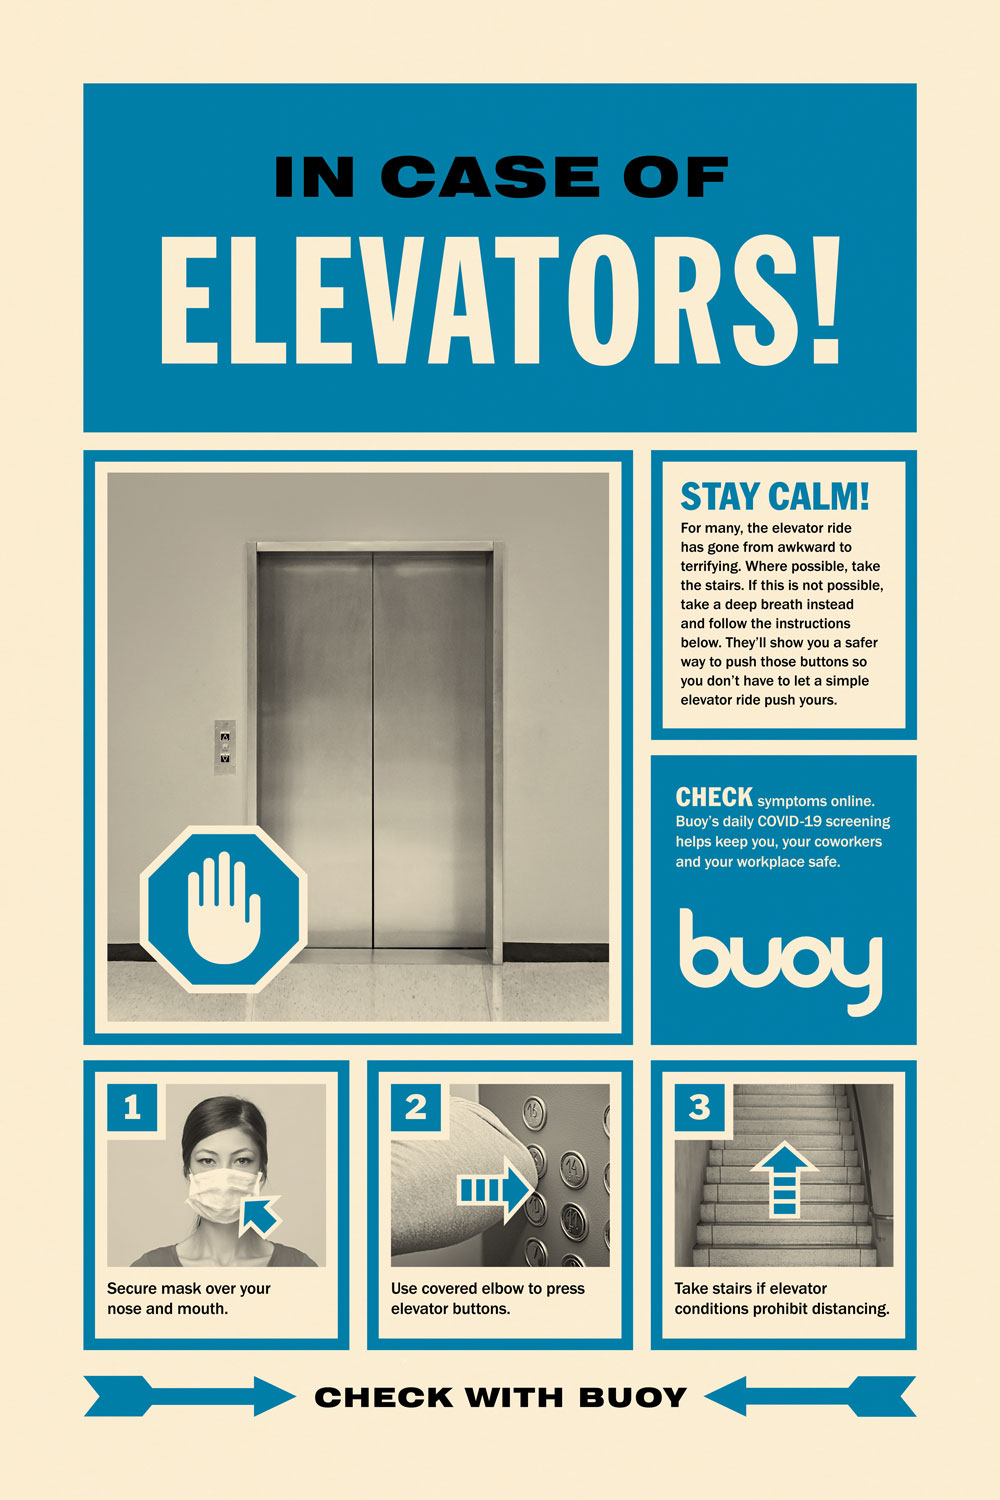 IN CASE OF
ELEVATORS!
STAY CALM!
For many, the elevator ride
has gone from awkward to
terrifying. Where possible, take
the stairs. If this is not possible,
take a deep breath instead
and follow the instructions
below. They'll show you a safer
way to push those buttons so
you don't have to let a simple
elevator ride push yours.
CHECK symptoms online.
Buoy's daily COVID-19 screening
helps keep you, your coworkers
and your workplace safe.
buoy
1
Secure mask over your
nose and mouth.
2
16
14
Use covered elbow to press
elevator buttons.
3
Take stairs if elevator
conditions prohibit distancing.
CHECK WITH BUOY